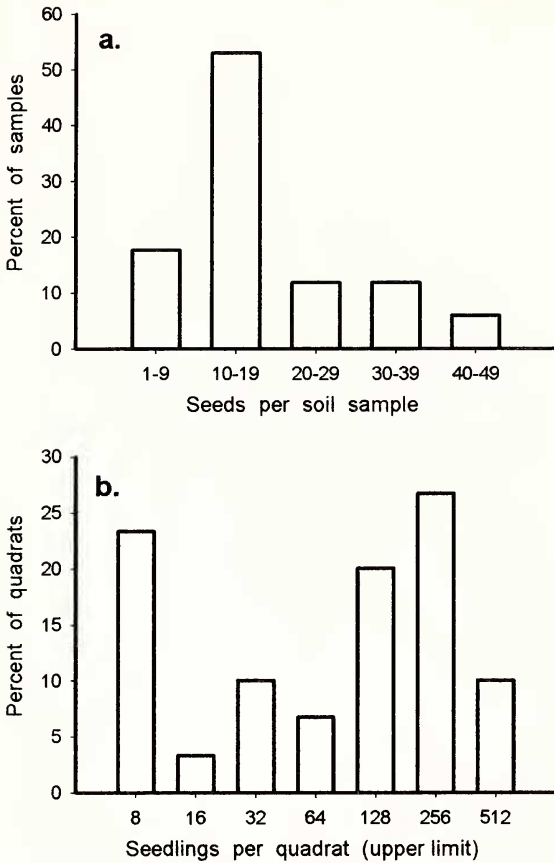 a.
Percent of samples
60
50
40
30
20
10
0
1-9 10-19 20-29 30-39 40-49
Seeds per soil sample
b.
Percent of quadrats
30
25
20
15
10
5
0
8 16 32 64 128 256 512
Seedlings per quadrat (upper limit)